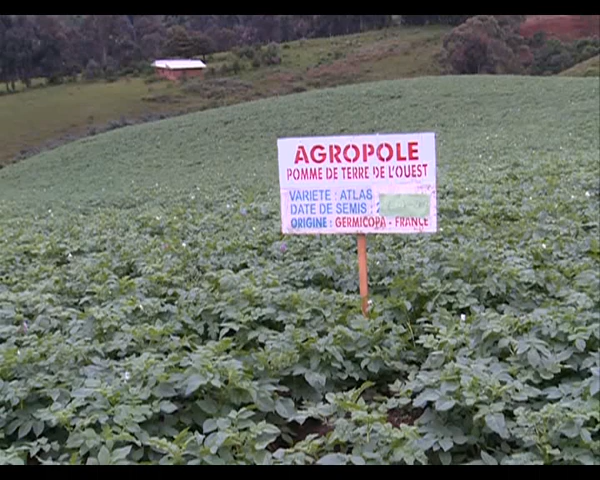 AGROPOLE
POMME DE TERRE DE L'OUEST
VARIETE : ATLAS
DATE DE SEMIS :
ORIGINE : GERMICOPA - FRANCE